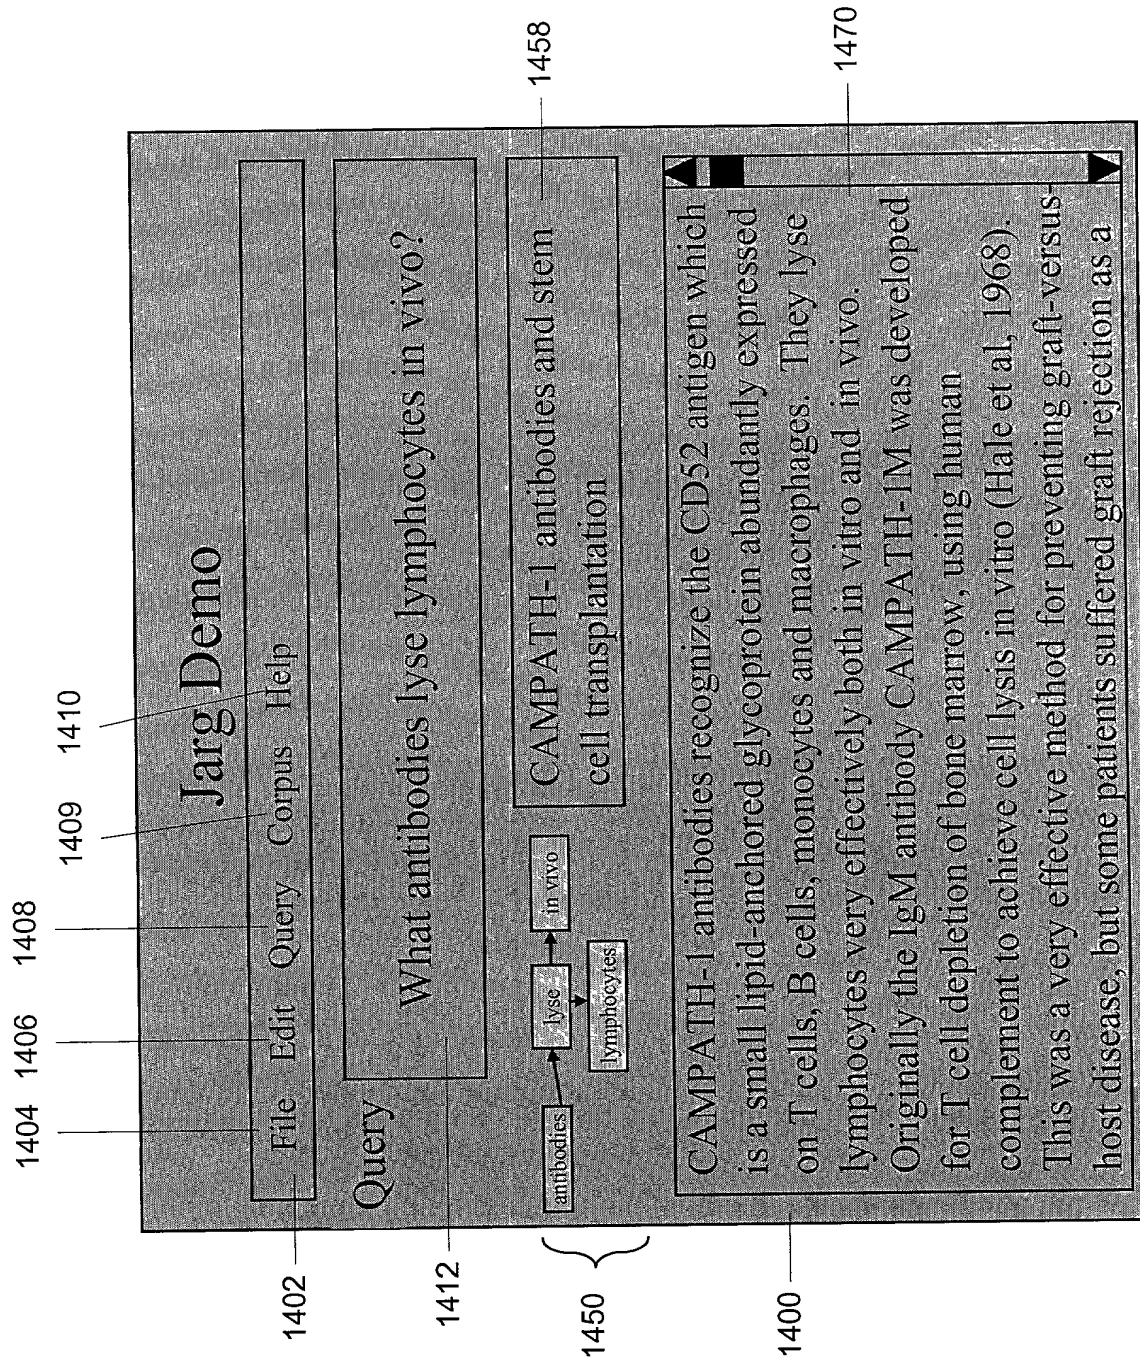 1404 1406 1408 1409 1410
Jarg Demo
1402
File Edit Query Corpus Help
Query
1412
What antibodies lyse lymphocytes in vivo?
1450
antibodies
lyse
in vivo
lymphocytes
CAMPATH-1 antibodies and stem
cell transplantation
1458
1400
CAMPATH-1 antibodies recognize the CD52 antigen which
is a small lipid-anchored glycoprotein abundantly expressed
on T cells, B cells, monocytes and macrophages. They lyse
lymphocytes very effectively both in vitro and in vivo.
Originally the IgM antibody CAMPATH-1M was developed
for T cell depletion of bone marrow, using human
complement to achieve cell lysis in vitro (Hale et al, 1968).
This was a very effective method for preventing graft-versus-
host disease, but some patients suffered graft rejection as a
1470